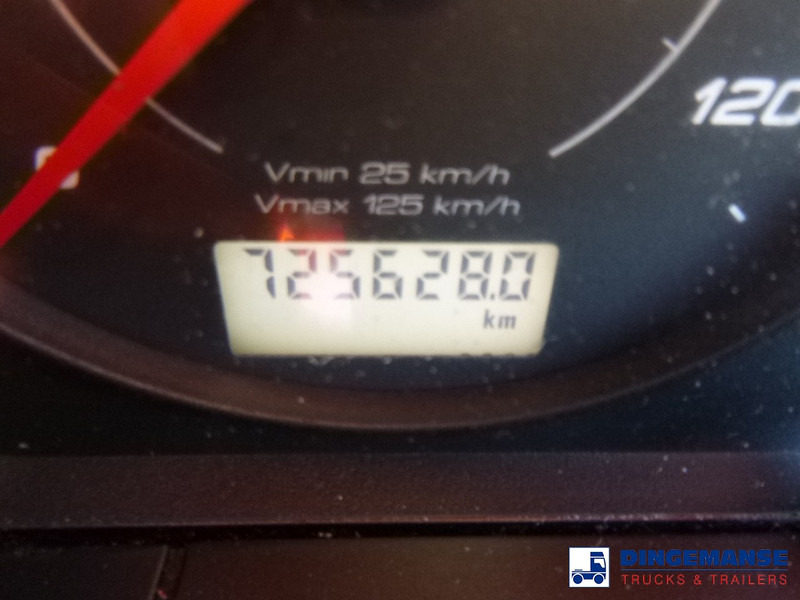 120
Vmin 25 km/h
Vmax 125 km/h
725628.0
km
DINGEMANSE
TRUCKS & TRAILERS